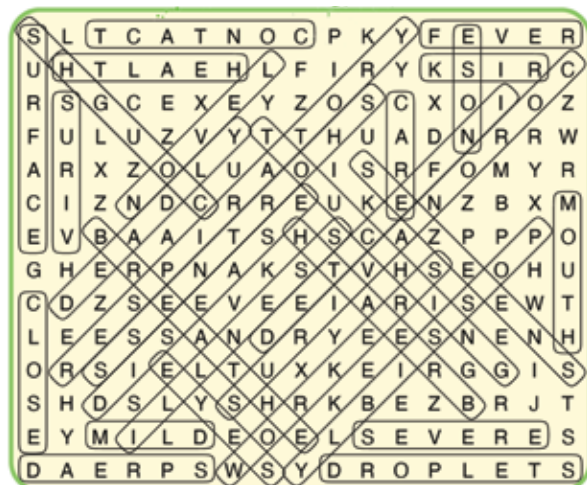 S L T C A T N O C P K Y F E V E R
U H T L A E H L F I R Y K S I R C
R S G C E X E Y Z O S C X O I O Z
F U L U Z V Y T T H U A D N R R W
A R X Z O L U A O I S R F O M Y R
C I Z N D C R R E U K E N Z B X M
E V B A A I T S H S C A Z P P P O
G H E R P N A K S T V H S E O H U
C D Z S E E V E E I A R I S E W T
L E E S S A N D R Y E E S N E N H
O R S I E L T U X K E I R G G I S
S H D S L Y S H R K B E Z B R J T
E Y M I L D E O E L S E V E R E S
D A E R P S W S Y D R O P L E T S